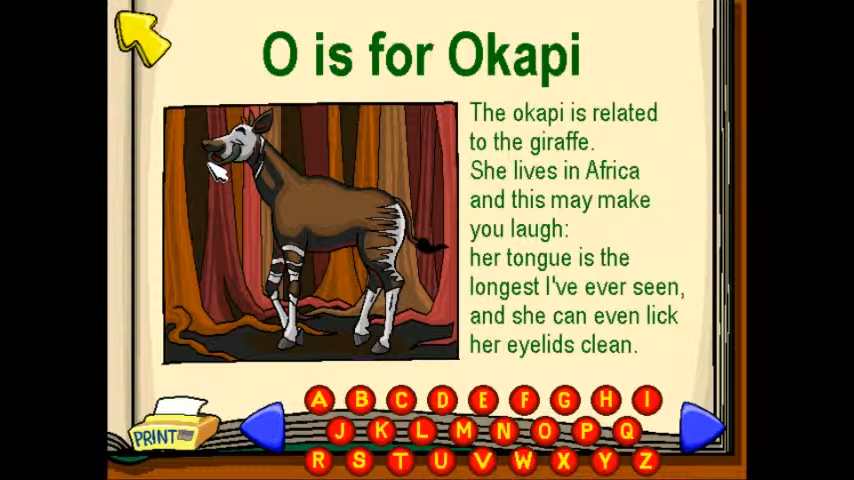 O is for Okapi
The okapi is related
to the giraffe.
She lives in Africa
and this may make
you laugh:
her tongue is the
longest I've ever seen,
and she can even lick
her eyelids clean.
PRINT
A B C D E F G H I
J K L M N O P Q
R S T U V W X Y Z